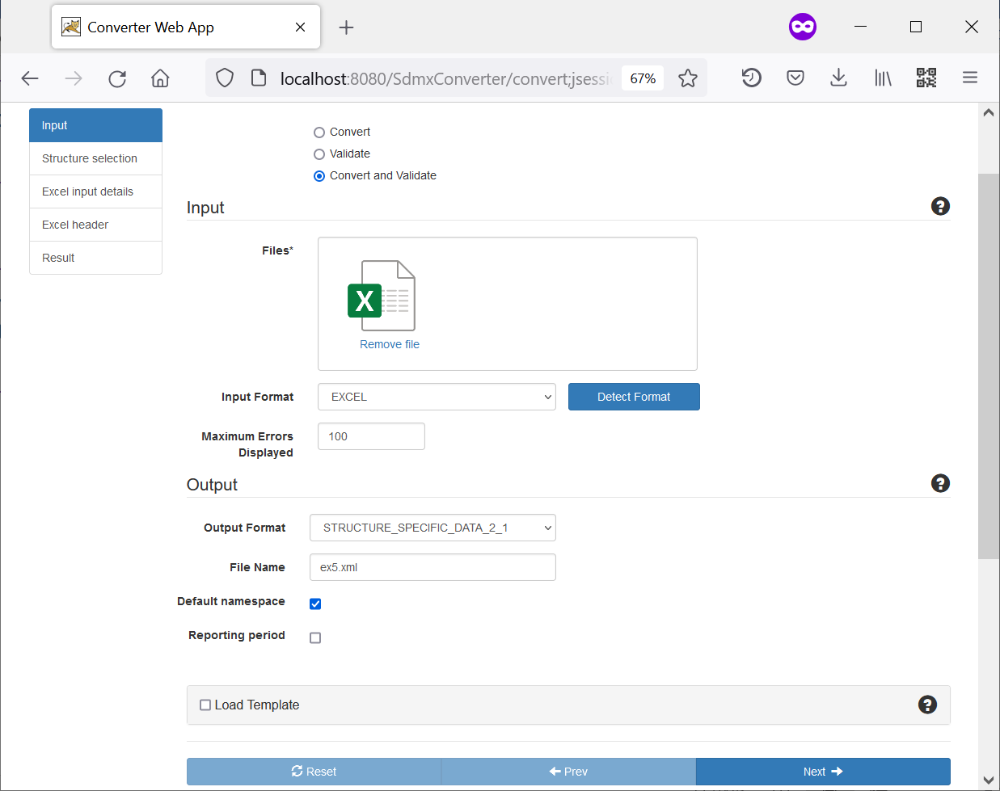 Converter Web App
localhost:8080/SdmxConverter/convert;jsessi
67%
Input
Structure selection
Excel input details
Excel header
Result
Convert
Validate
Convert and Validate
Input
?
Files*
X
Remove file
Input Format
EXCEL
Detect Format
Maximum Errors
Displayed
100
Output
?
Output Format
STRUCTURE_SPECIFIC_DATA_2_1
File Name
ex5.xml
Default namespace
Reporting period
Load Template
?
Reset
Prev
Next